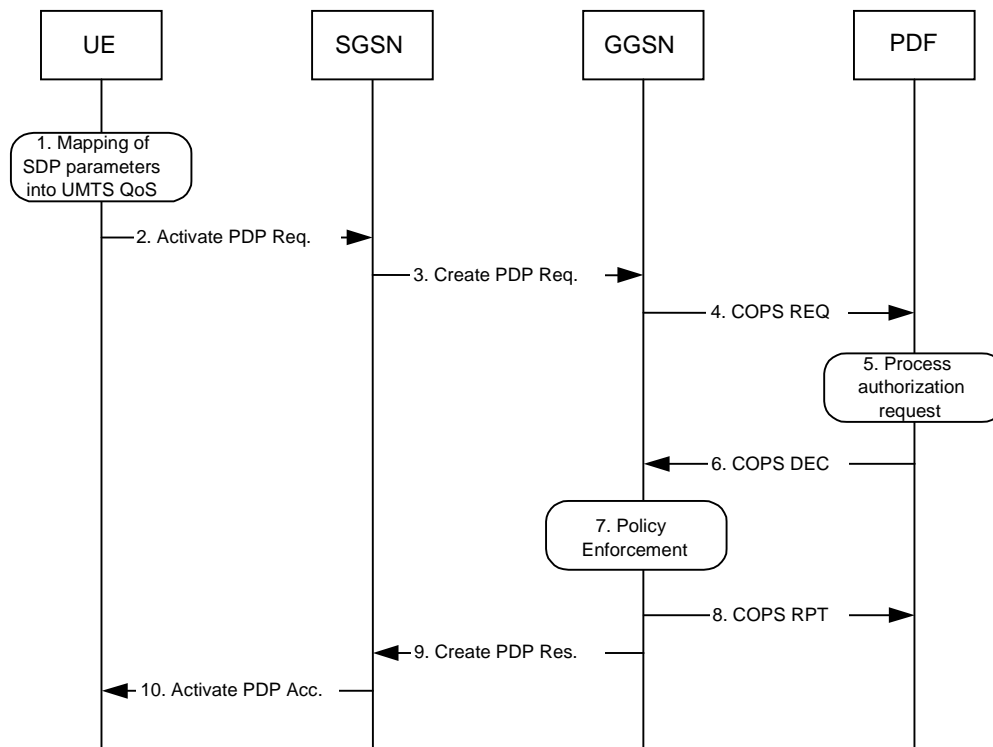 UE
SGSN
GGSN
PDF
1. Mapping of
SDP parameters
into UMTS QoS
2. Activate PDP Req.
3. Create PDP Req.
4. COPS REQ
5. Process
authorization
request
6. COPS DEC
7. Policy
Enforcement
8. COPS RPT
9. Create PDP Res.
10. Activate PDP Acc.